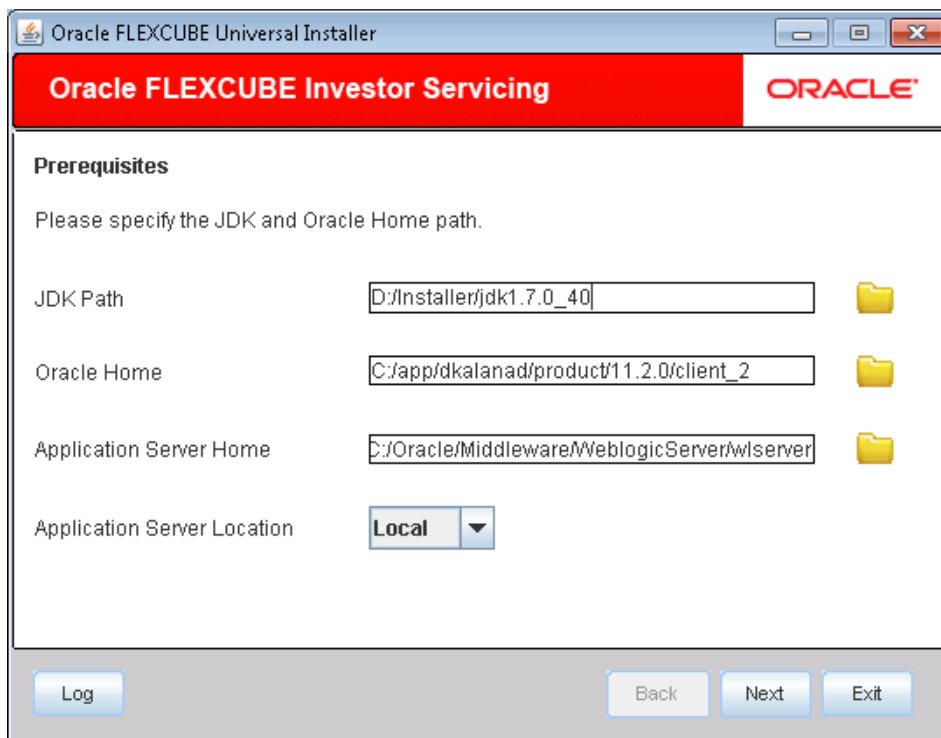 Oracle FLEXCUBE Universal Installer
Oracle FLEXCUBE Investor Servicing
ORACLE
Prerequisites
Please specify the JDK and Oracle Home path.
JDK Path D:/Installer/jdk1.7.0_40
Oracle Home C:/app/dkalanad/product/11.2.0/client_2
Application Server Home C:/Oracle/Middleware/WeblogicServer/wlserver
Application Server Location Local
Log Back Next Exit